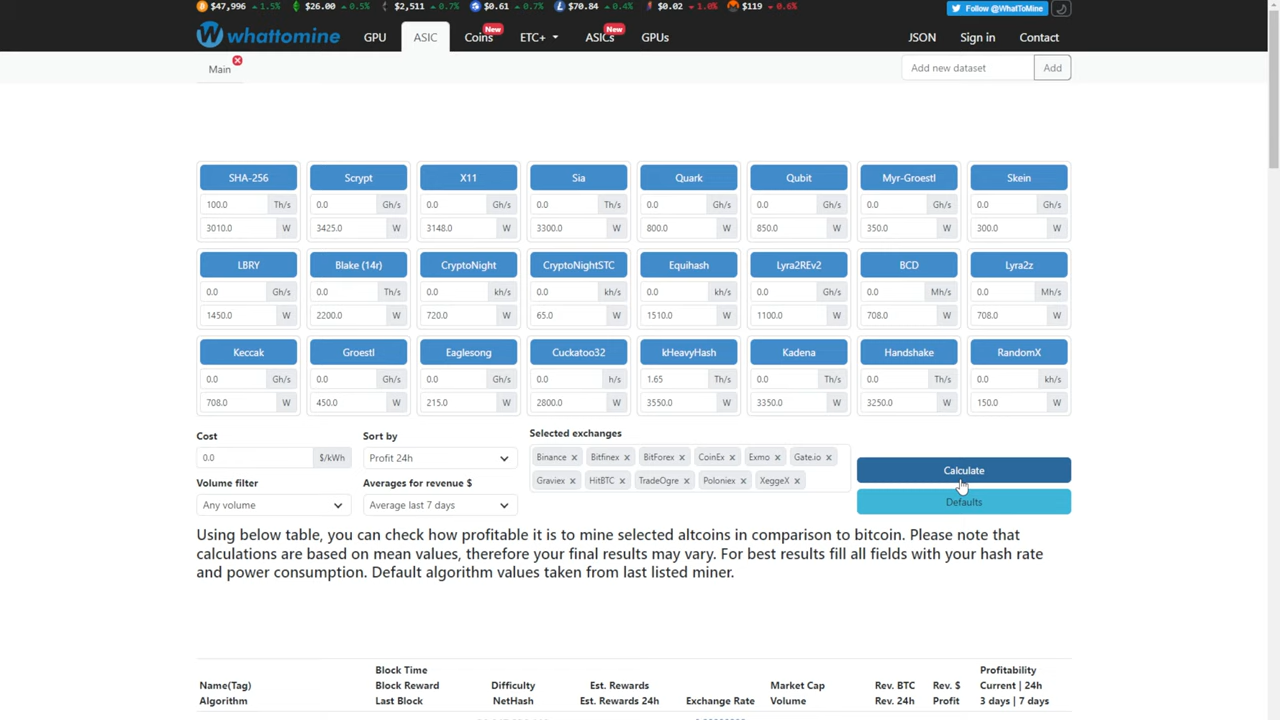 $47,996 1.5% $26.00 0.5% $2,511 0.7% $0.61 0.7% $70.84 0.4% $0.02 1.0% $119 0.6% Follow @WhatToMine
whattomine GPU ASIC Coins New ETC+ ASICs New GPUs JSON Sign in Contact
Main Add new dataset Add
SHA-256 Scrypt X11 Sia Quark Qubit Myr-Groestl Skein
100.0 Th/s 0.0 Gh/s 0.0 Gh/s 0.0 Th/s 0.0 Gh/s 0.0 Gh/s 0.0 Gh/s 0.0 Gh/s
3010.0 W 3425.0 W 3148.0 W 3300.0 W 800.0 W 850.0 W 350.0 W 300.0 W
LBRY Blake (14r) CryptoNight CryptoNightSTC Equihash Lyra2REv2 BCD Lyra2z
0.0 Gh/s 0.0 Th/s 0.0 kh/s 0.0 kh/s 0.0 kh/s 0.0 Gh/s 0.0 Mh/s 0.0 Mh/s
1450.0 W 2200.0 W 720.0 W 65.0 W 1510.0 W 1100.0 W 708.0 W 708.0 W
Keccak Groestl Eaglesong Cuckatoo32 kHeavyHash Kadena Handshake RandomX
0.0 Gh/s 0.0 Gh/s 0.0 Gh/s 0.0 h/s 1.65 Th/s 0.0 Th/s 0.0 Th/s 0.0 kh/s
708.0 W 450.0 W 215.0 W 2800.0 W 3550.0 W 3350.0 W 3250.0 W 150.0 W
Cost Sort by Selected exchanges
0.0 $/kWh Profit 24h Binance × Bitfinex × BitForex × CoinEx × Exmo × Gate.io × Calculate
Volume filter Averages for revenue $ Graviex × HitBTC × TradeOgre × Poloniex × XeggeX ×
Any volume Average last 7 days Defaults
Using below table, you can check how profitable it is to mine selected altcoins in comparison to bitcoin. Please note that
calculations are based on mean values, therefore your final results may vary. For best results fill all fields with your hash rate
and power consumption. Default algorithm values taken from last listed miner.
Block Time Profitability
Name(Tag) Block Reward Difficulty Est. Rewards Market Cap Rev. BTC Rev. $ Current | 24h
Algorithm Last Block NetHash Est. Rewards 24h Exchange Rate Volume Rev. 24h Profit 3 days | 7 days